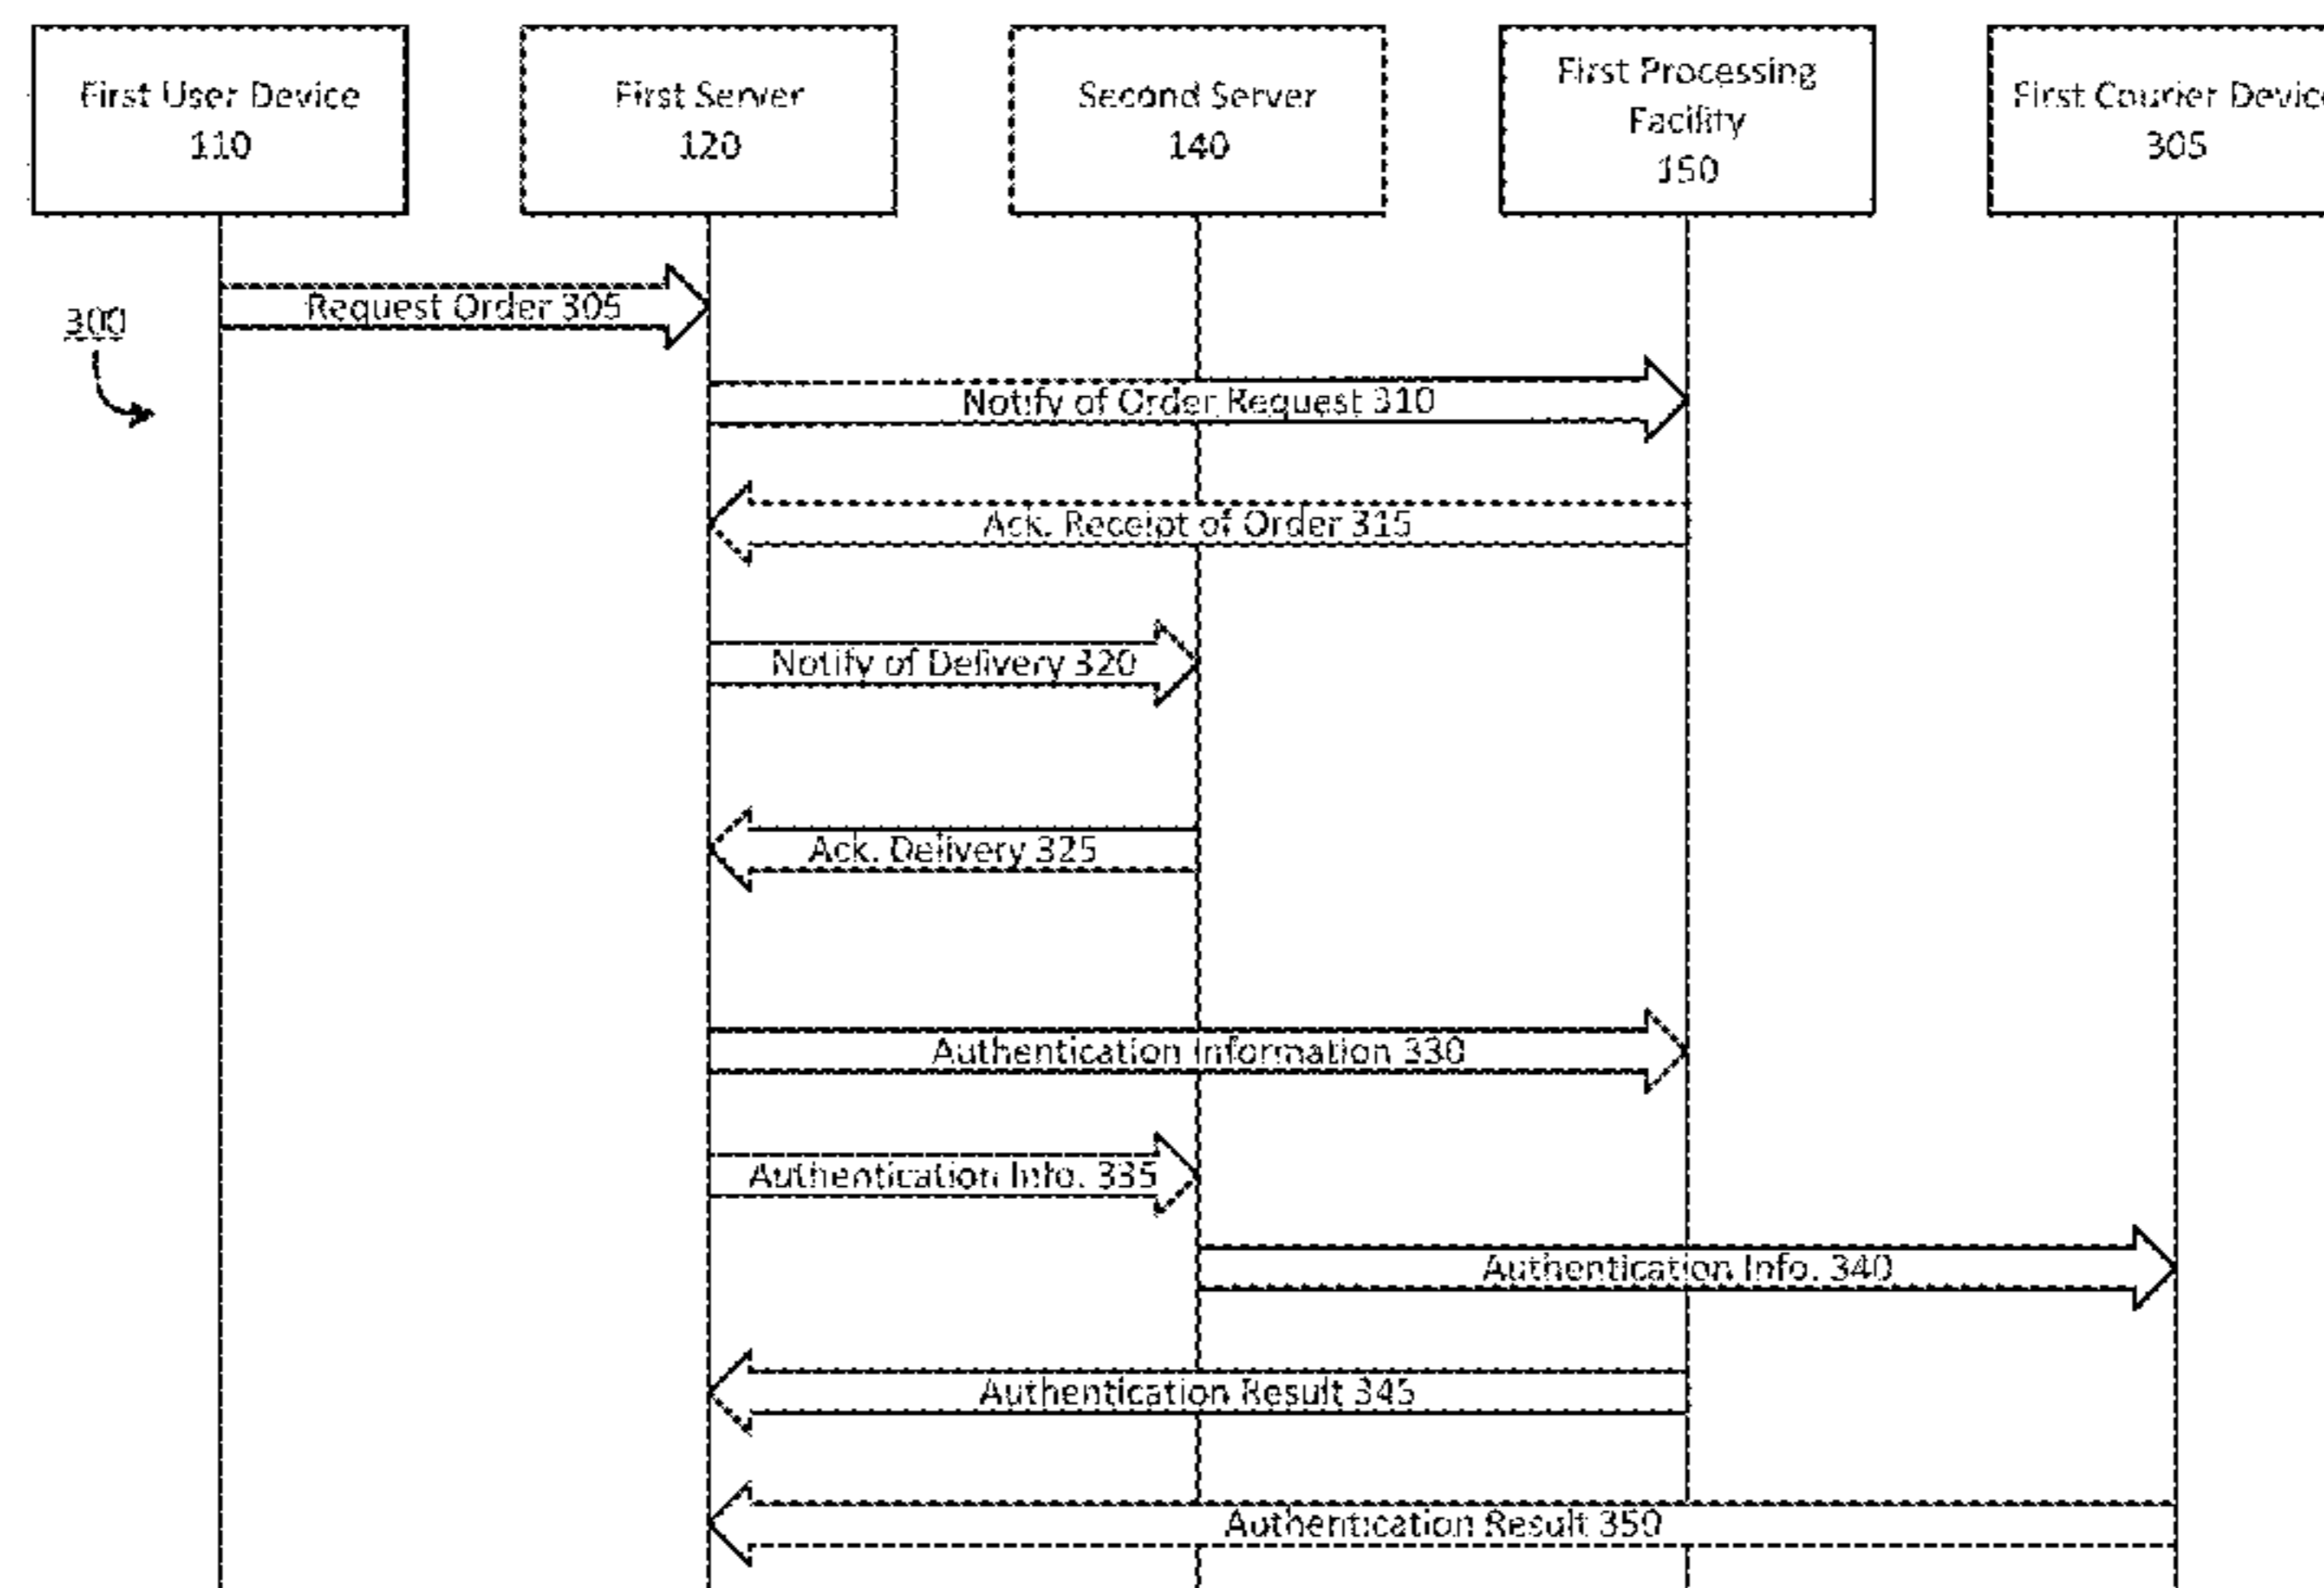 First User Device
110
First Server
120
Second Server
140
First Processing
Facility
150
First Courier Device
305
Request Order 305
300
Notify of Order Request 310
Ack. Receipt of Order 315
Notify of Delivery 320
Ack. Delivery 325
Authentication Information 330
Authentication Info. 335
Authentication Info. 340
Authentication Result 345
Authentication Result 350